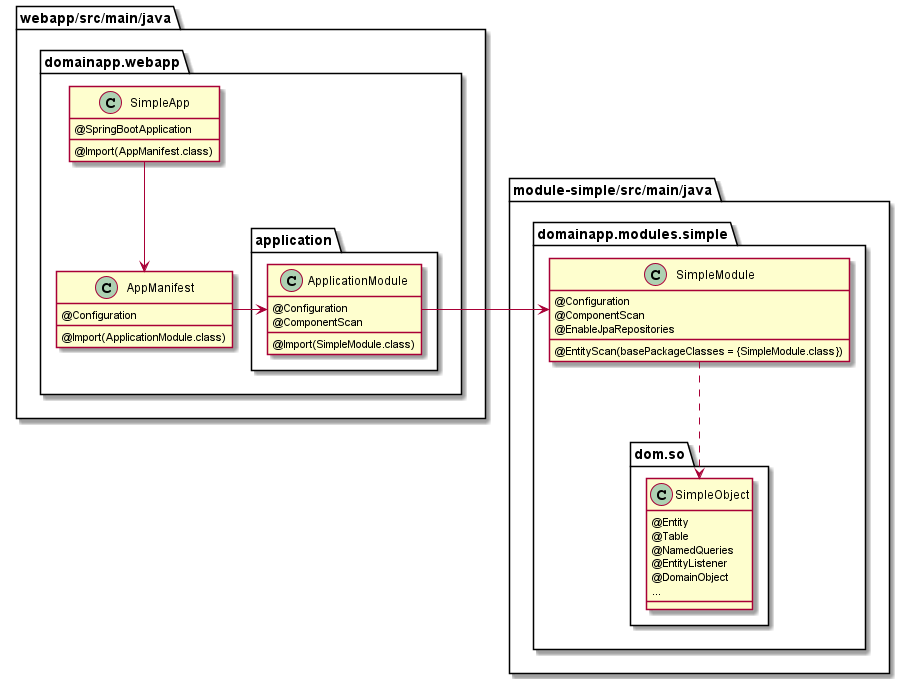 webapp/src/main/java
domainapp.webapp
C SimpleApp
@SpringBootApplication
@Import(AppManifest.class)
C AppManifest
@Configuration
@Import(ApplicationModule.class)
application
C ApplicationModule
@Configuration
@ComponentScan
@Import(SimpleModule.class)
module-simple/src/main/java
domainapp.modules.simple
C SimpleModule
@Configuration
@ComponentScan
@EnableJpaRepositories
@EntityScan(basePackageClasses = {SimpleModule.class})
dom.so
C SimpleObject
@Entity
@Table
@NamedQueries
@EntityListener
@DomainObject
...